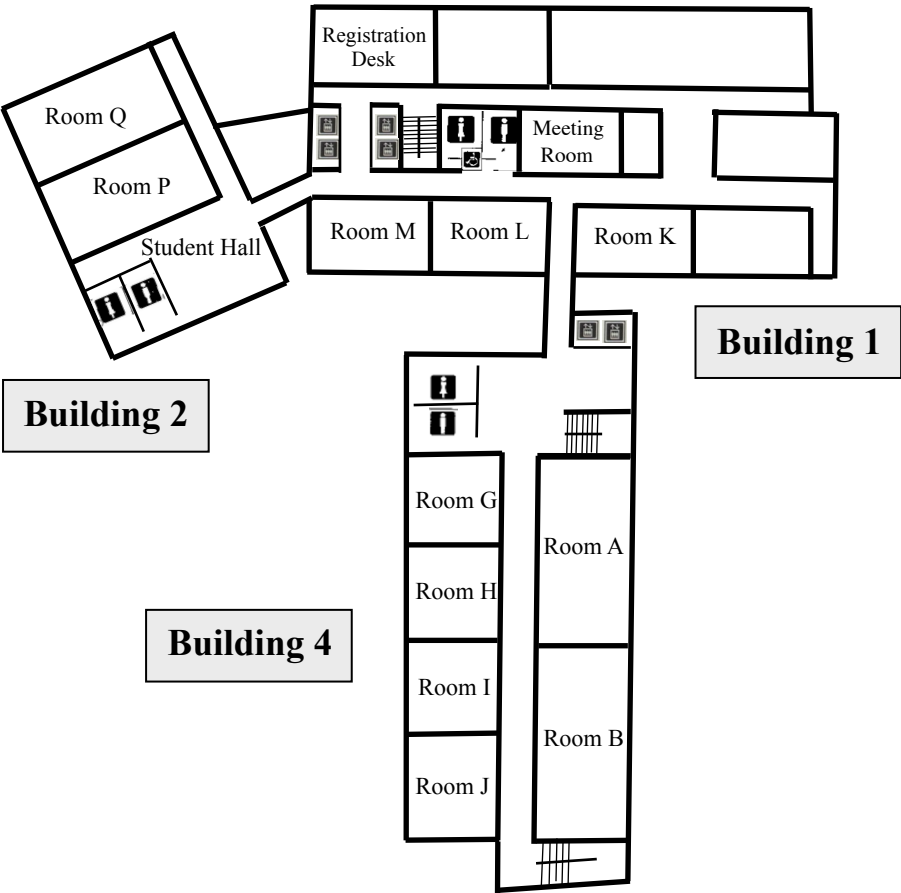 Registration
Desk
Room Q
Meeting
Room
Room P
Room M
Room L
Room K
Student Hall
Building 1
Building 2
Room G
Room A
Room H
Building 4
Room I
Room B
Room J